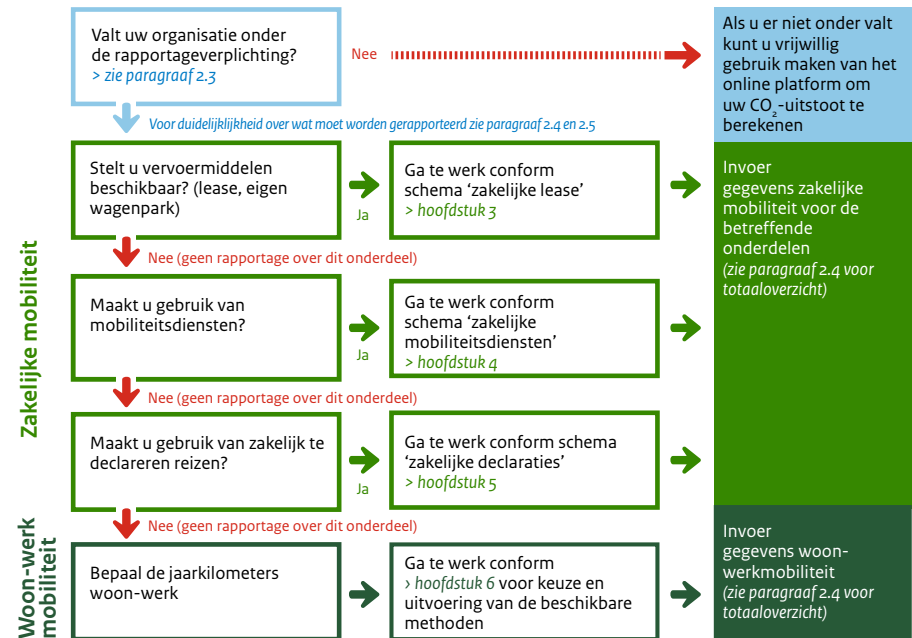 Valt uw organisatie onder
de rapportageverplichting?
> zie paragraaf 2.3
Nee
Als u er niet onder valt
kunt u vrijwillig
gebruik maken van het
online platform om
uw CO₂-uitstoot te
berekenen
Voor duidelijklijkheid over wat moet worden gerapporteerd zie paragraaf 2.4 en 2.5
Zakelijke mobiliteit
Stelt u vervoermiddelen
beschikbaar? (lease, eigen
wagenpark)
Ja
Ga te werk conform
schema ‘zakelijke lease’
> hoofdstuk 3
Invoer
gegevens zakelijke
mobiliteit voor de
betreffende
onderdelen
(zie paragraaf 2.4 voor
totaaloverzicht)
Nee (geen rapportage over dit onderdeel)
Maakt u gebruik van
mobiliteitsdiensten?
Ja
Ga te werk conform
schema ‘zakelijke
mobiliteitsdiensten’
> hoofdstuk 4
Nee (geen rapportage over dit onderdeel)
Maakt u gebruik van zakelijk te
declareren reizen?
Ja
Ga te werk conform schema
‘zakelijke declaraties’
> hoofdstuk 5
Nee (geen rapportage over dit onderdeel)
Woon-werk
mobiliteit
Bepaal de jaarkilometers
woon-werk
Ga te werk conform
› hoofdstuk 6 voor keuze en
uitvoering van de beschikbare
methoden
Invoer
gegevens woon-
werkmobiliteit
(zie paragraaf 2.4 voor
totaaloverzicht)